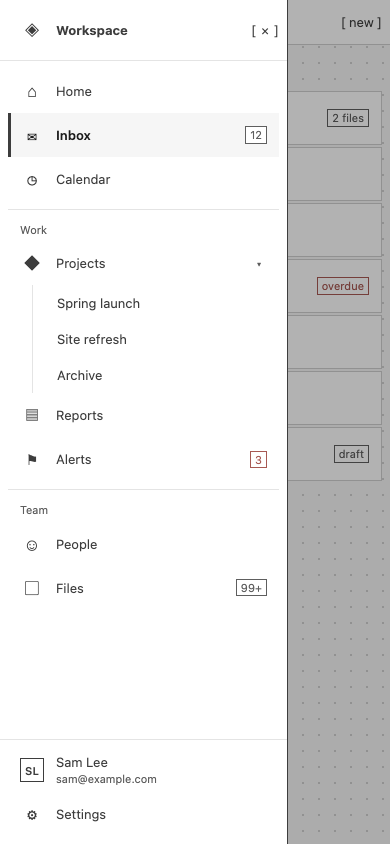 ◈ Workspace [ × ]
[ new ]
⌂ Home
2 files
✉ Inbox 12
◷ Calendar
Work
◆ Projects ▾
overdue
Spring launch
Site refresh
Archive
▤ Reports
⚑ Alerts 3
draft
Team
☺ People
Files 99+
SL Sam Lee
sam@example.com
⚙ Settings